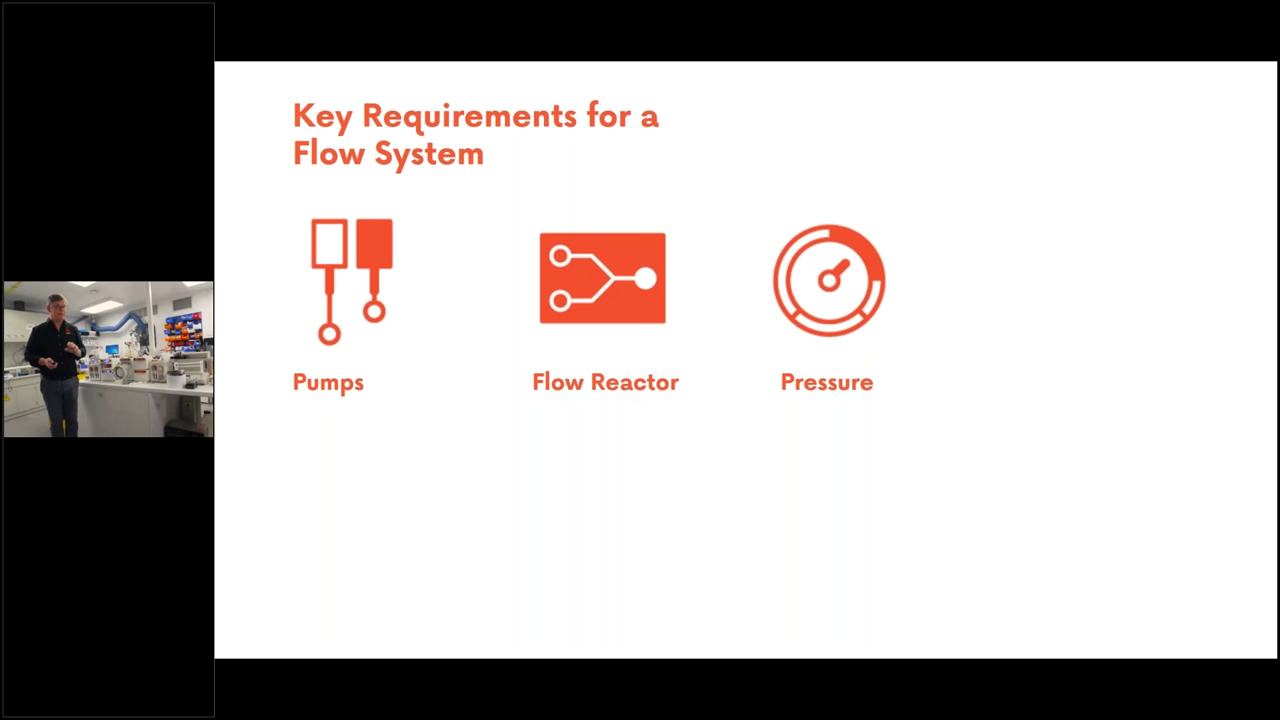 Key Requirements for a
Flow System
Pumps
Flow Reactor
Pressure